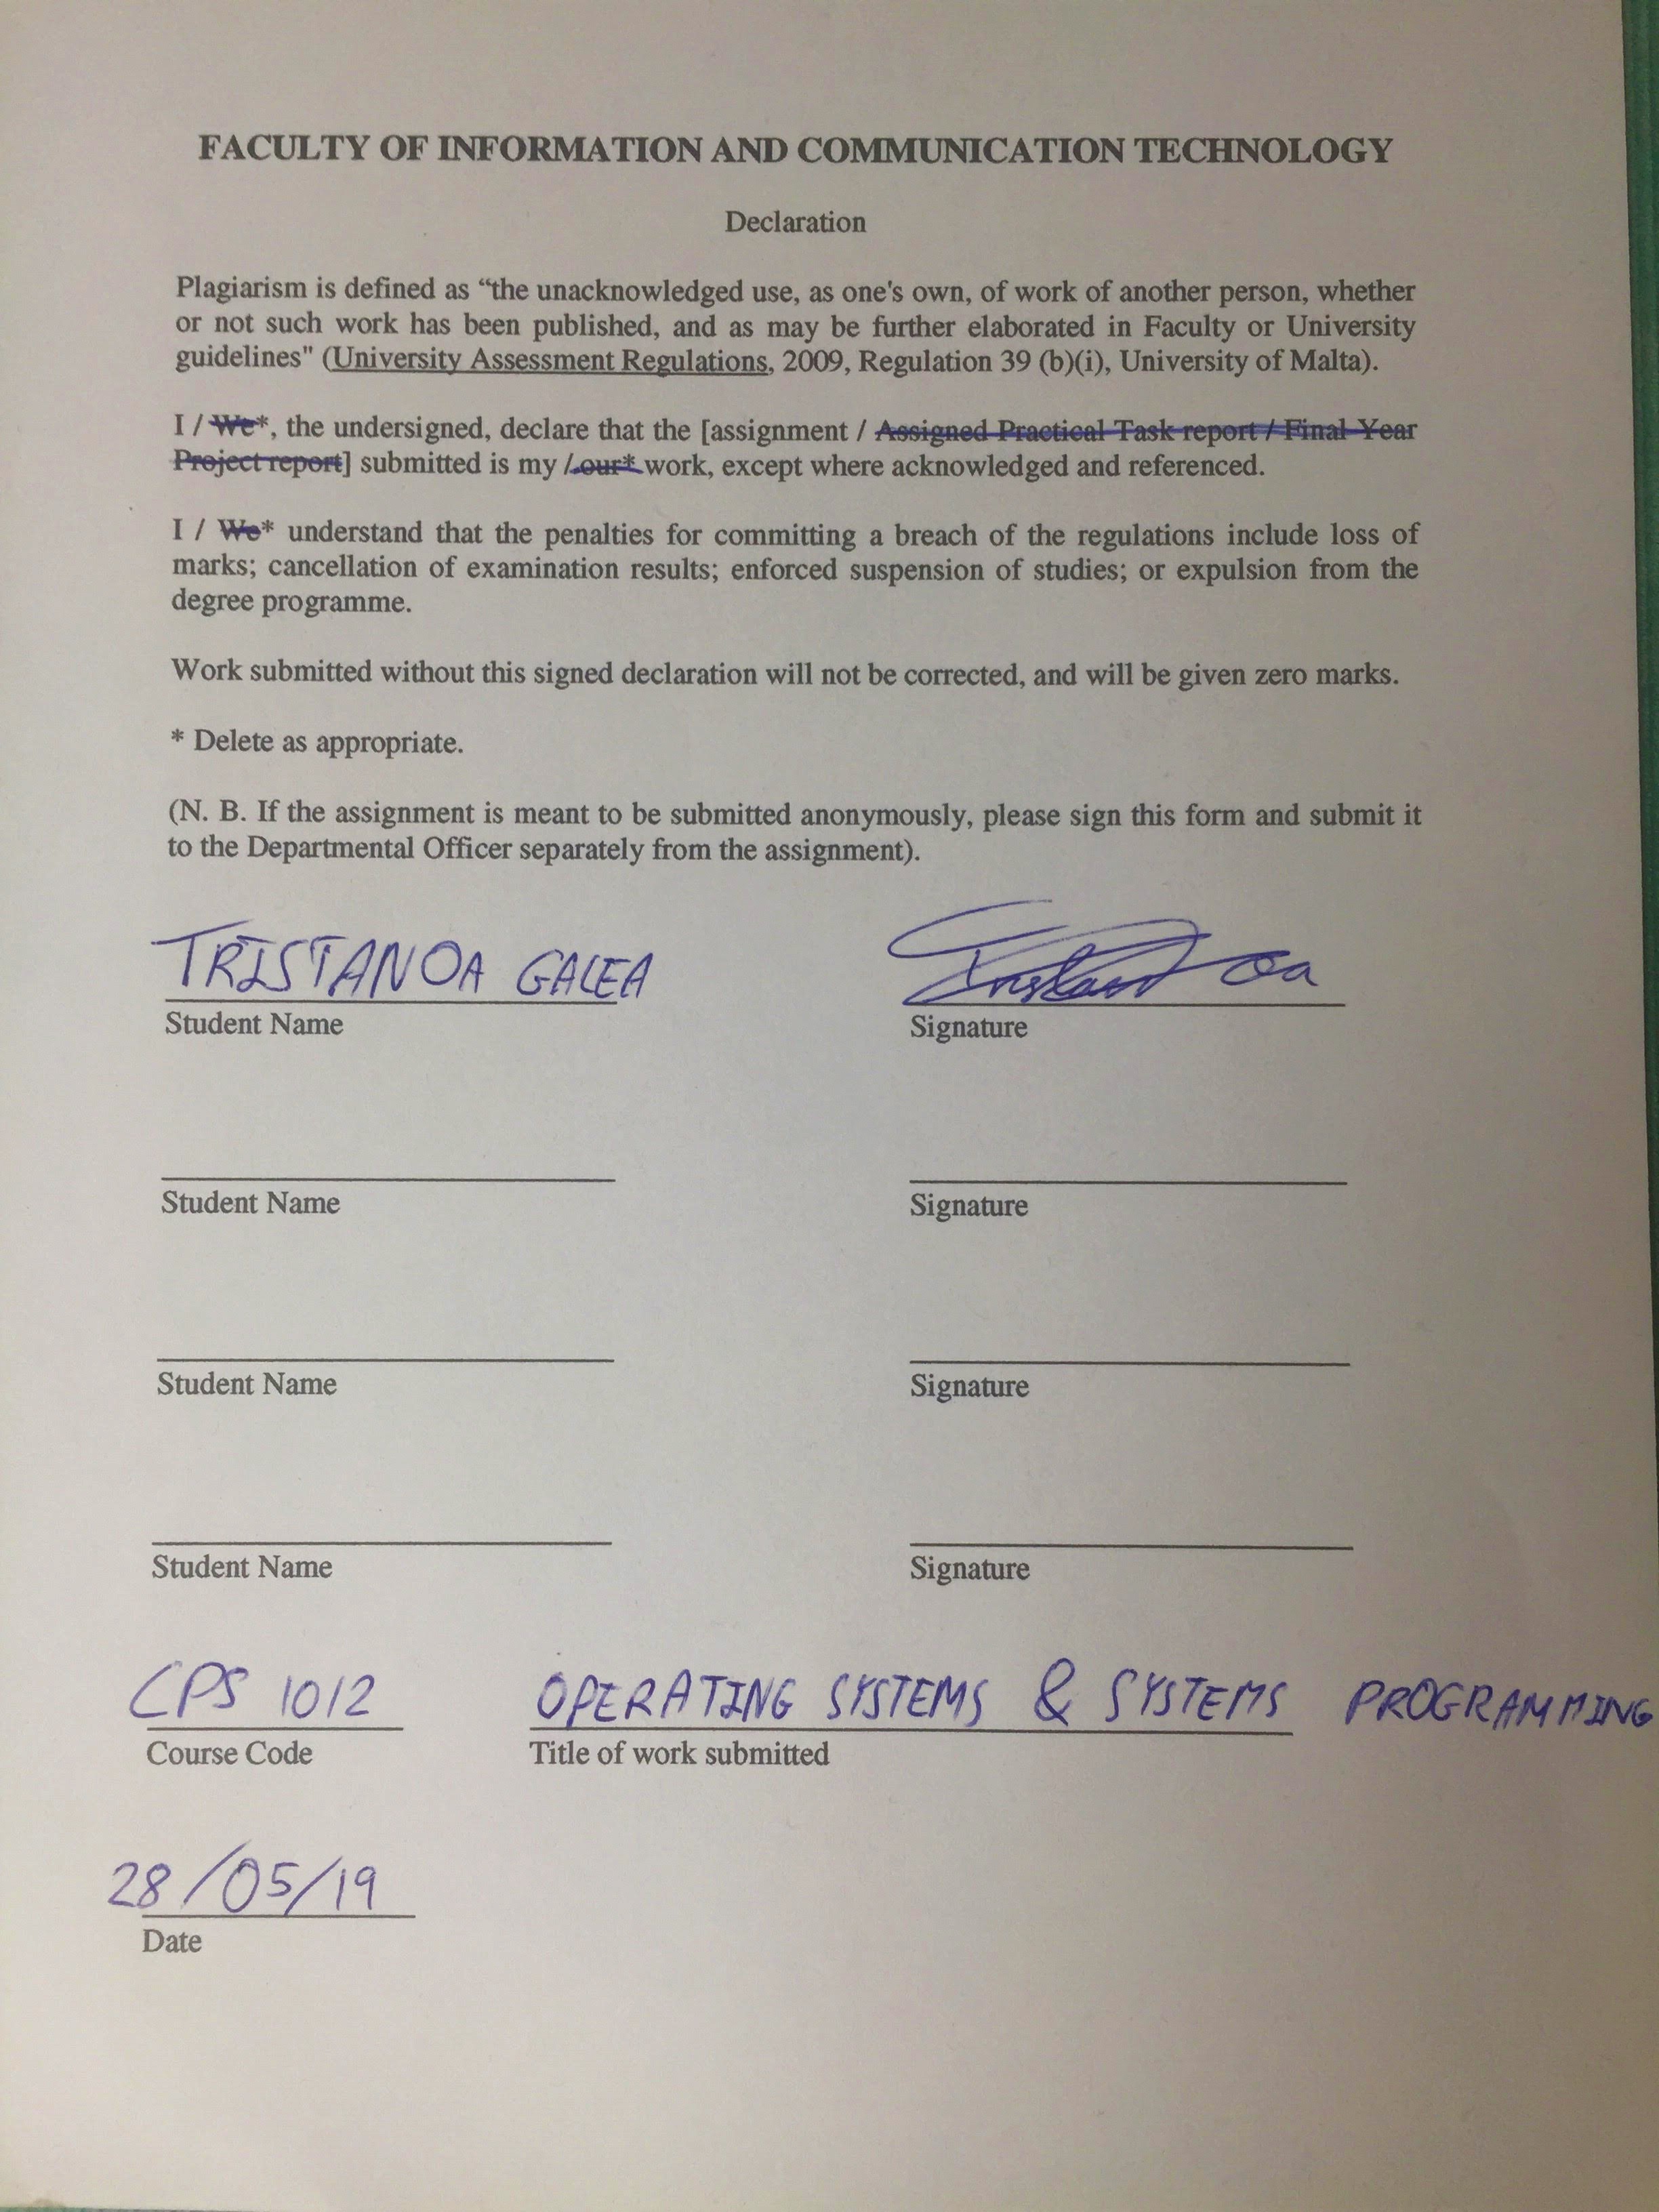 FACULTY OF INFORMATION AND COMMUNICATION TECHNOLOGY
Declaration
Plagiarism is defined as “the unacknowledged use, as one's own, of work of another person, whether
or not such work has been published, and as may be further elaborated in Faculty or University
guidelines" (University Assessment Regulations, 2009, Regulation 39 (b)(i), University of Malta).
I / We*, the undersigned, declare that the [assignment / Assigned Practical Task report / Final Year
Project report] submitted is my / our* work, except where acknowledged and referenced.
I / We* understand that the penalties for committing a breach of the regulations include loss of
marks; cancellation of examination results; enforced suspension of studies; or expulsion from the
degree programme.
Work submitted without this signed declaration will not be corrected, and will be given zero marks.
* Delete as appropriate.
(N. B. If the assignment is meant to be submitted anonymously, please sign this form and submit it
to the Departmental Officer separately from the assignment).
TRISTANOA GALEA
Student Name Signature
Student Name Signature
Student Name Signature
Student Name Signature
CPS 1012 OPERATING SYSTEMS & SYSTEMS PROGRAMMING
Course Code Title of work submitted
28/05/19
Date